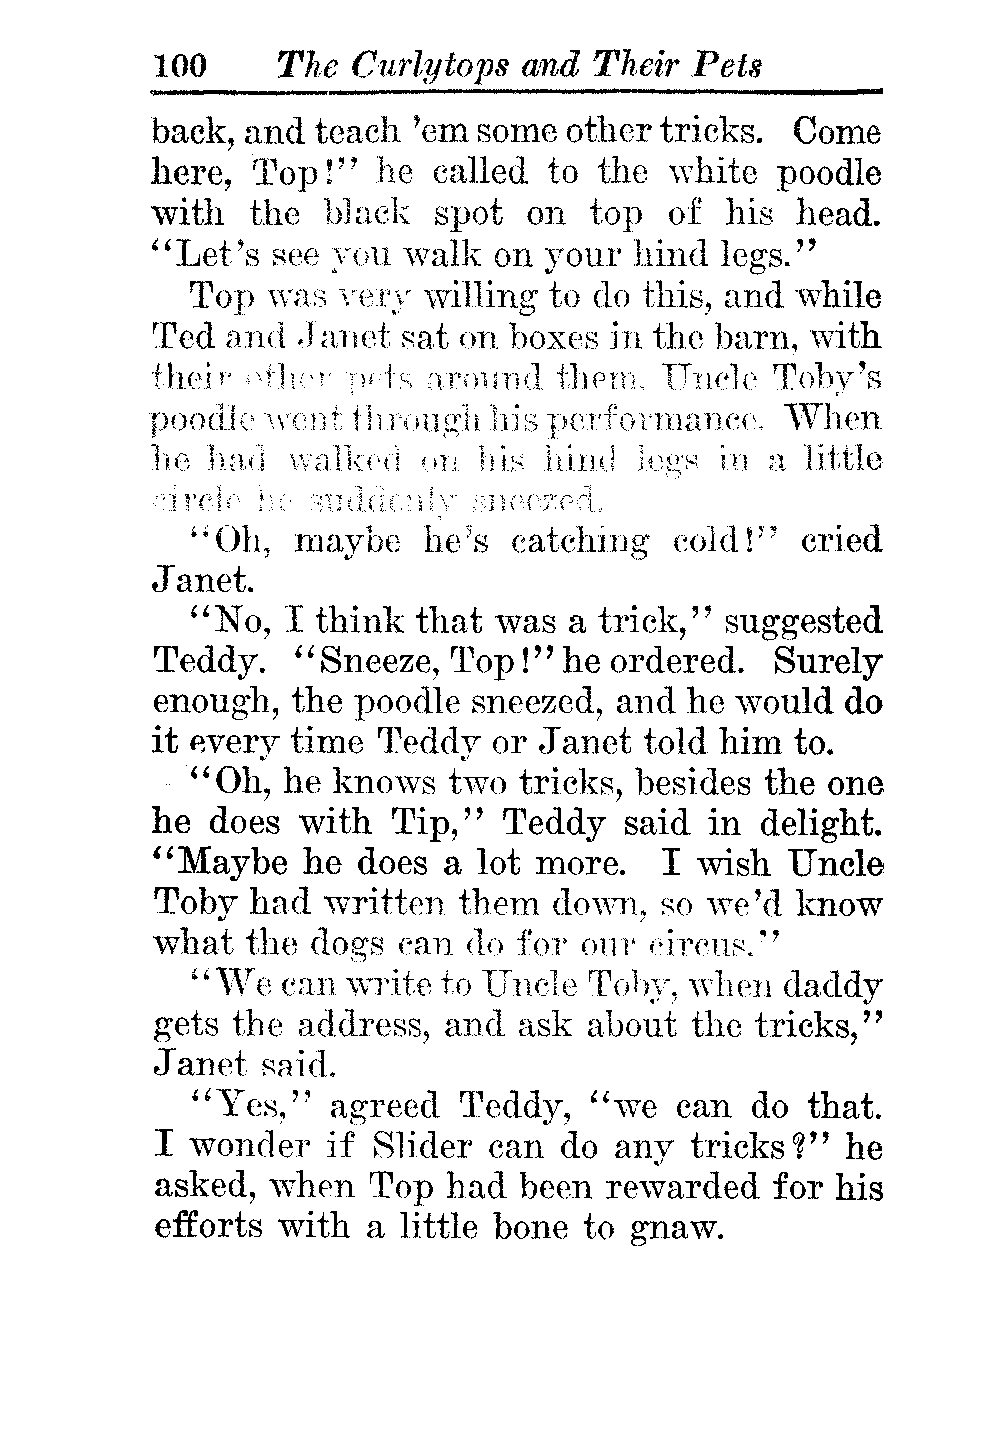 100 The Curlytops and Their Pets
back, and teach 'em some other tricks. Come
here, Top!" he called to the white poodle
with the black spot on top of his head.
"Let's see you walk on your hind legs."
Top was very willing to do this, and while
Ted and Janet sat on boxes in the barn, with
their other pets around them, Uncle Toby's
poodle went through his performance. When
he had walked on his hind legs in a little
circle he suddenly sneezed.
"Oh, maybe he's catching cold!" cried
Janet.
"No, I think that was a trick," suggested
Teddy. "Sneeze, Top!" he ordered. Surely
enough, the poodle sneezed, and he would do
it every time Teddy or Janet told him to.
"Oh, he knows two tricks, besides the one
he does with Tip," Teddy said in delight.
"Maybe he does a lot more. I wish Uncle
Toby had written them down, so we'd know
what the dogs can do for our circus."
"We can write to Uncle Toby, when daddy
gets the address, and ask about the tricks,"
Janet said.
"Yes," agreed Teddy, "we can do that.
I wonder if Slider can do any tricks?" he
asked, when Top had been rewarded for his
efforts with a little bone to gnaw.